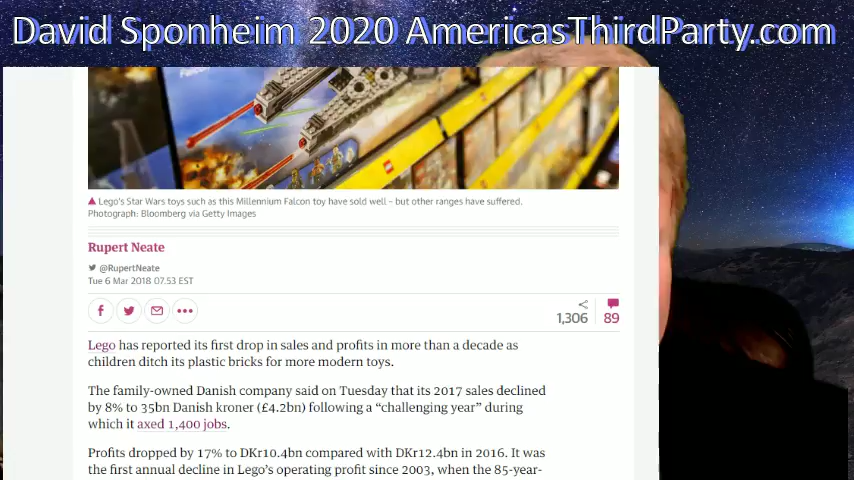 David Sponheim 2020 AmericasThirdParty.com
Lego's Star Wars toys such as this Millennium Falcon toy have sold well – but other ranges have suffered.
Photograph: Bloomberg via Getty Images
Rupert Neate
@RupertNeate
Tue 6 Mar 2018 07.53 EST
1,306
89
Lego has reported its first drop in sales and profits in more than a decade as
children ditch its plastic bricks for more modern toys.
The family-owned Danish company said on Tuesday that its 2017 sales declined
by 8% to 35bn Danish kroner (£4.2bn) following a “challenging year” during
which it axed 1,400 jobs.
Profits dropped by 17% to DKr10.4bn compared with DKr12.4bn in 2016. It was
the first annual decline in Lego's operating profit since 2003, when the 85-year-